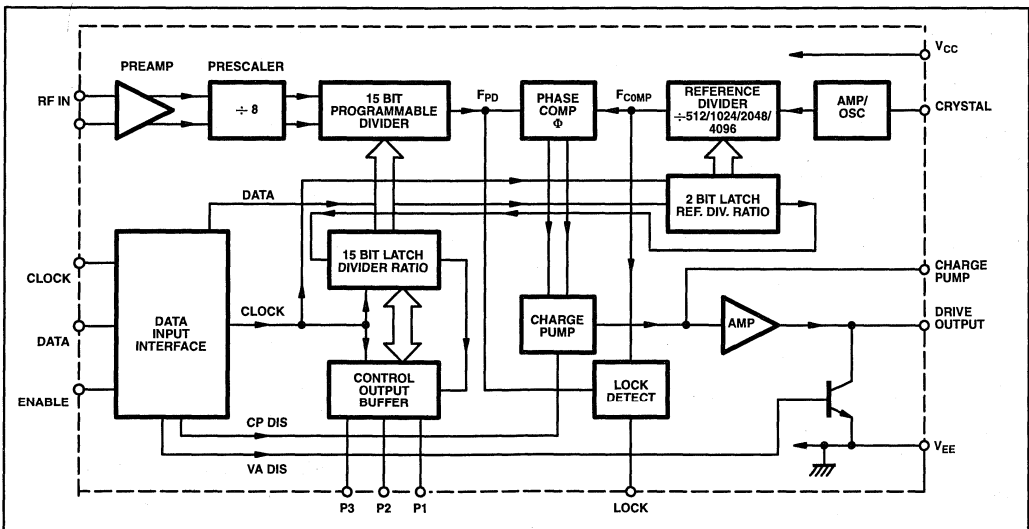 PREAMP
PRESCALER
RF IN
÷ 8
15 BIT
PROGRAMMABLE
DIVIDER
FPD
PHASE
COMP
Φ
FCOMP
REFERENCE
DIVIDER
÷512/1024/2048/
4096
AMP/
OSC
VCC
CRYSTAL
DATA
2 BIT LATCH
REF. DIV. RATIO
15 BIT LATCH
DIVIDER RATIO
CLOCK
DATA
ENABLE
DATA
INPUT
INTERFACE
CLOCK
CONTROL
OUTPUT
BUFFER
CHARGE
PUMP
AMP
LOCK
DETECT
CHARGE
PUMP
DRIVE
OUTPUT
CP DIS
VA DIS
VEE
P3
P2
P1
LOCK